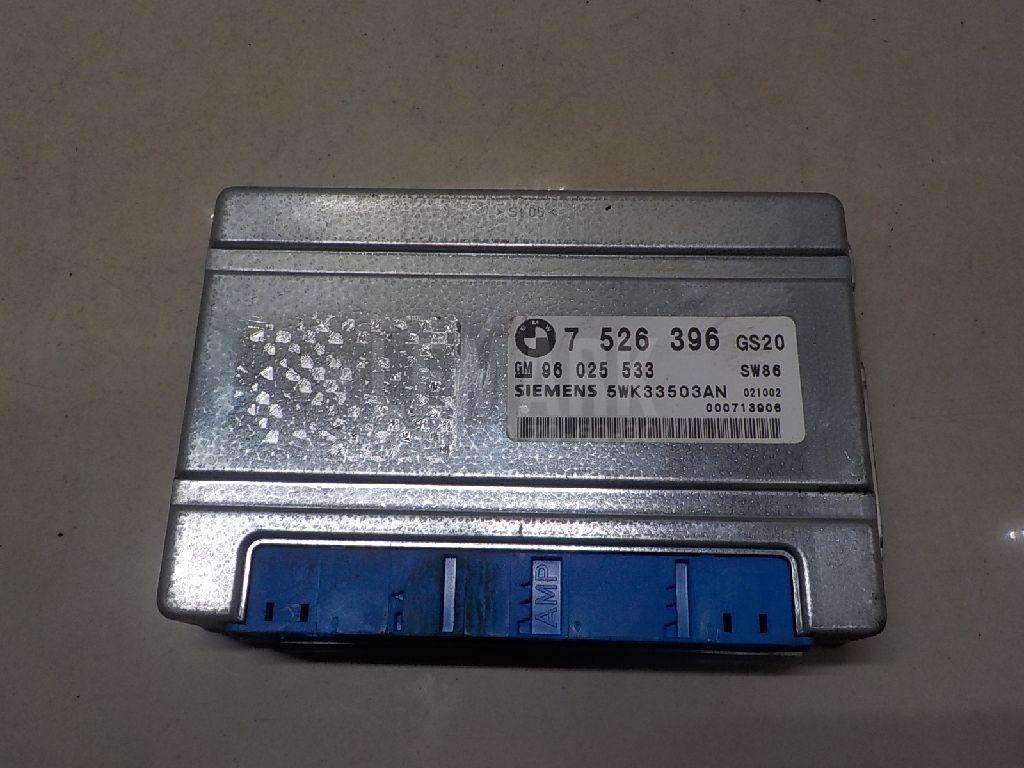 7 526 396 GS20
GM 96 025 533 SW86
SIEMENS 5WK33503AN 021002
000713906
AMP